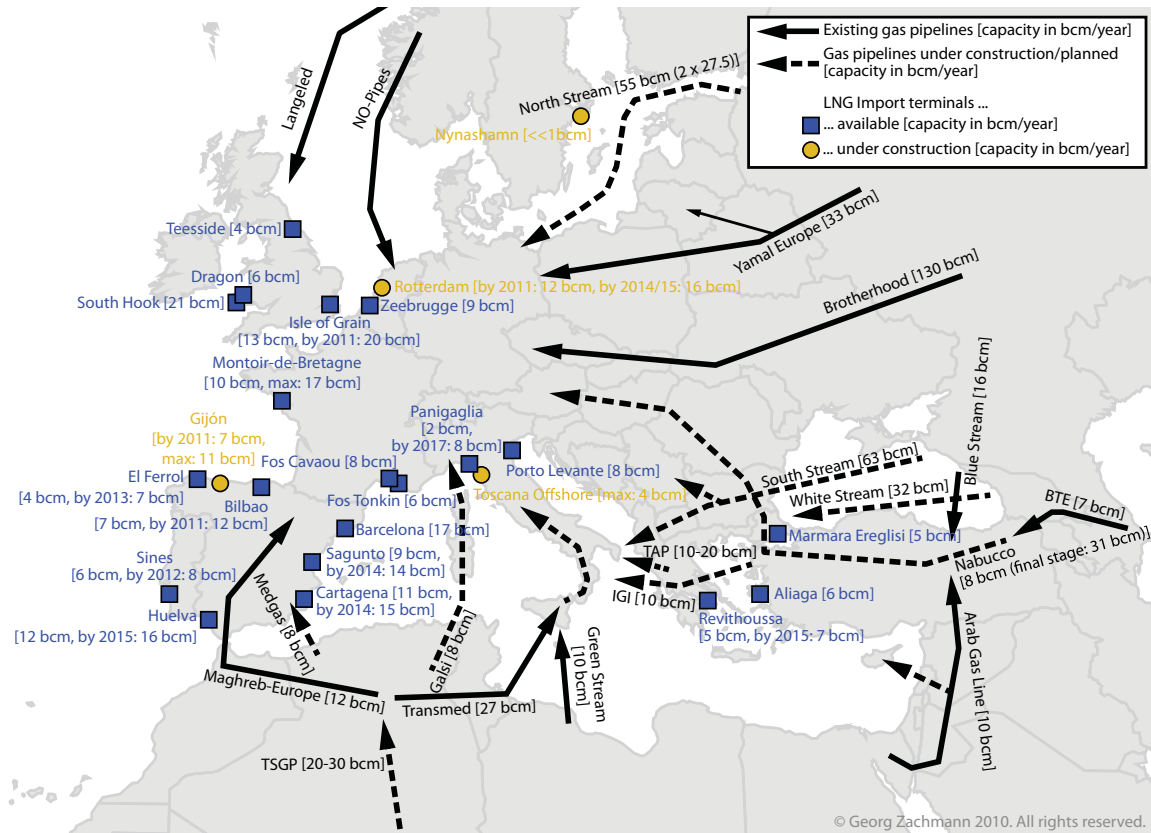 Existing gas pipelines [capacity in bcm/year]
Gas pipelines under construction/planned
[capacity in bcm/year]
LNG Import terminals ...
... available [capacity in bcm/year]
... under construction [capacity in bcm/year]
Langeled
NO-Pipes
North Stream [55 bcm (2 x 27.5)]
Nynashamn [<<1bcm]
Teesside [4 bcm]
Yamal Europe [33 bcm]
Dragon [6 bcm]
South Hook [21 bcm]
Rotterdam [by 2011: 12 bcm, by 2014/15: 16 bcm]
Zeebrugge [9 bcm]
Brotherhood [130 bcm]
Isle of Grain
[13 bcm, by 2011: 20 bcm]
Montoir-de-Bretagne
[10 bcm, max: 17 bcm]
Blue Stream [16 bcm]
Gijón
[by 2011: 7 bcm,
max: 11 bcm]
Panigaglia
[2 bcm,
by 2017: 8 bcm]
Fos Cavaou [8 bcm]
Porto Levante [8 bcm]
South Stream [63 bcm]
El Ferrol
[4 bcm, by 2013: 7 bcm]
Fos Tonkin [6 bcm]
Toscana Offshore [max: 4 bcm]
White Stream [32 bcm]
BTE [7 bcm]
Bilbao
[7 bcm, by 2011: 12 bcm]
Barcelona [17 bcm]
Marmara Ereglisi [5 bcm]
Sines
[6 bcm, by 2012: 8 bcm]
Sagunto [9 bcm,
by 2014: 14 bcm]
TAP [10-20 bcm]
Nabucco
[8 bcm (final stage: 31 bcm)]
Medgas [8 bcm]
Cartagena [11 bcm,
by 2014: 15 bcm]
IGI [10 bcm]
Aliaga [6 bcm]
Huelva
[12 bcm, by 2015: 16 bcm]
Revithoussa
[5 bcm, by 2015: 7 bcm]
Galsi [8 bcm]
Green Stream
[10 bcm]
Arab Gas Line [10 bcm]
Maghreb-Europe [12 bcm]
Transmed [27 bcm]
TSGP [20-30 bcm]
© Georg Zachmann 2010. All rights reserved.